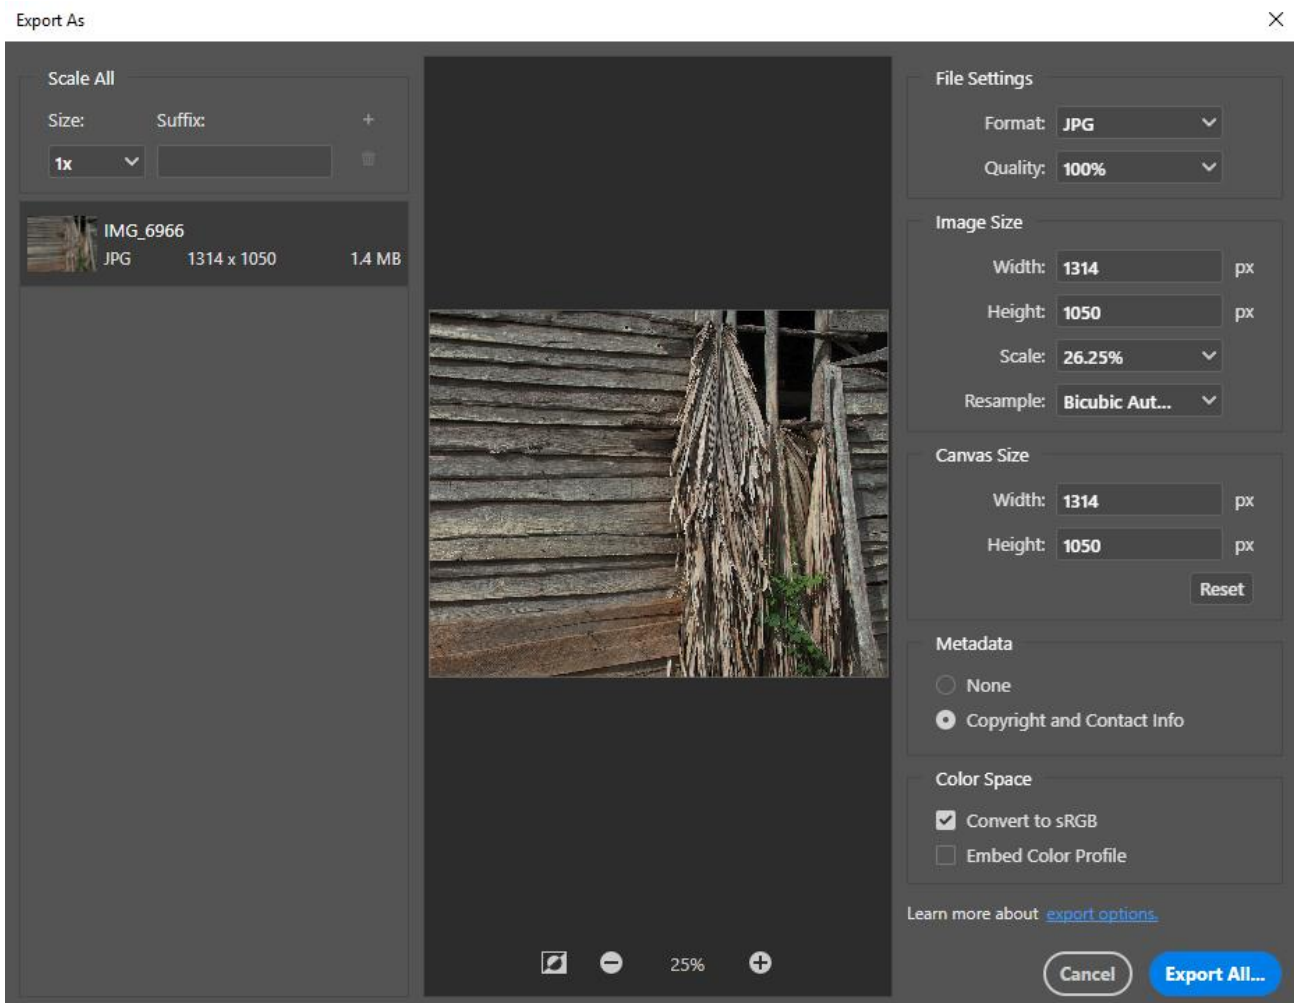 Export As
Scale All
Size: Suffix:
1x
IMG_6966
JPG 1314 x 1050 1.4 MB
25%
File Settings
Format: JPG
Quality: 100%
Image Size
Width: 1314 px
Height: 1050 px
Scale: 26.25%
Resample: Bicubic Aut...
Canvas Size
Width: 1314 px
Height: 1050 px
Reset
Metadata
None
Copyright and Contact Info
Color Space
Convert to sRGB
Embed Color Profile
Learn more about export options.
Cancel Export All...